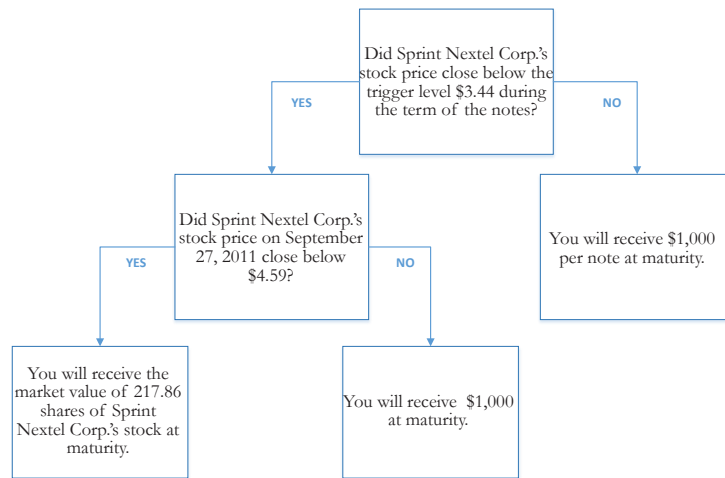 Did Sprint Nextel Corp.'s
stock price close below the
trigger level $3.44 during
the term of the notes?
YES
NO
Did Sprint Nextel Corp.'s
stock price on September
27, 2011 close below
$4.59?
You will receive $1,000
per note at maturity.
YES
NO
You will receive the
market value of 217.86
shares of Sprint
Nextel Corp.'s stock at
maturity.
You will receive $1,000
at maturity.